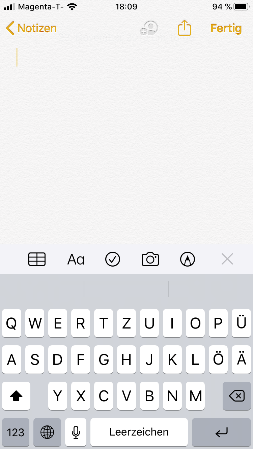 Magenta-T- 18:09 94 %
Notizen Fertig
Aa
Q W E R T Z U I O P Ü
A S D F G H J K L Ö Ä
Y X C V B N M
123 Leerzeichen